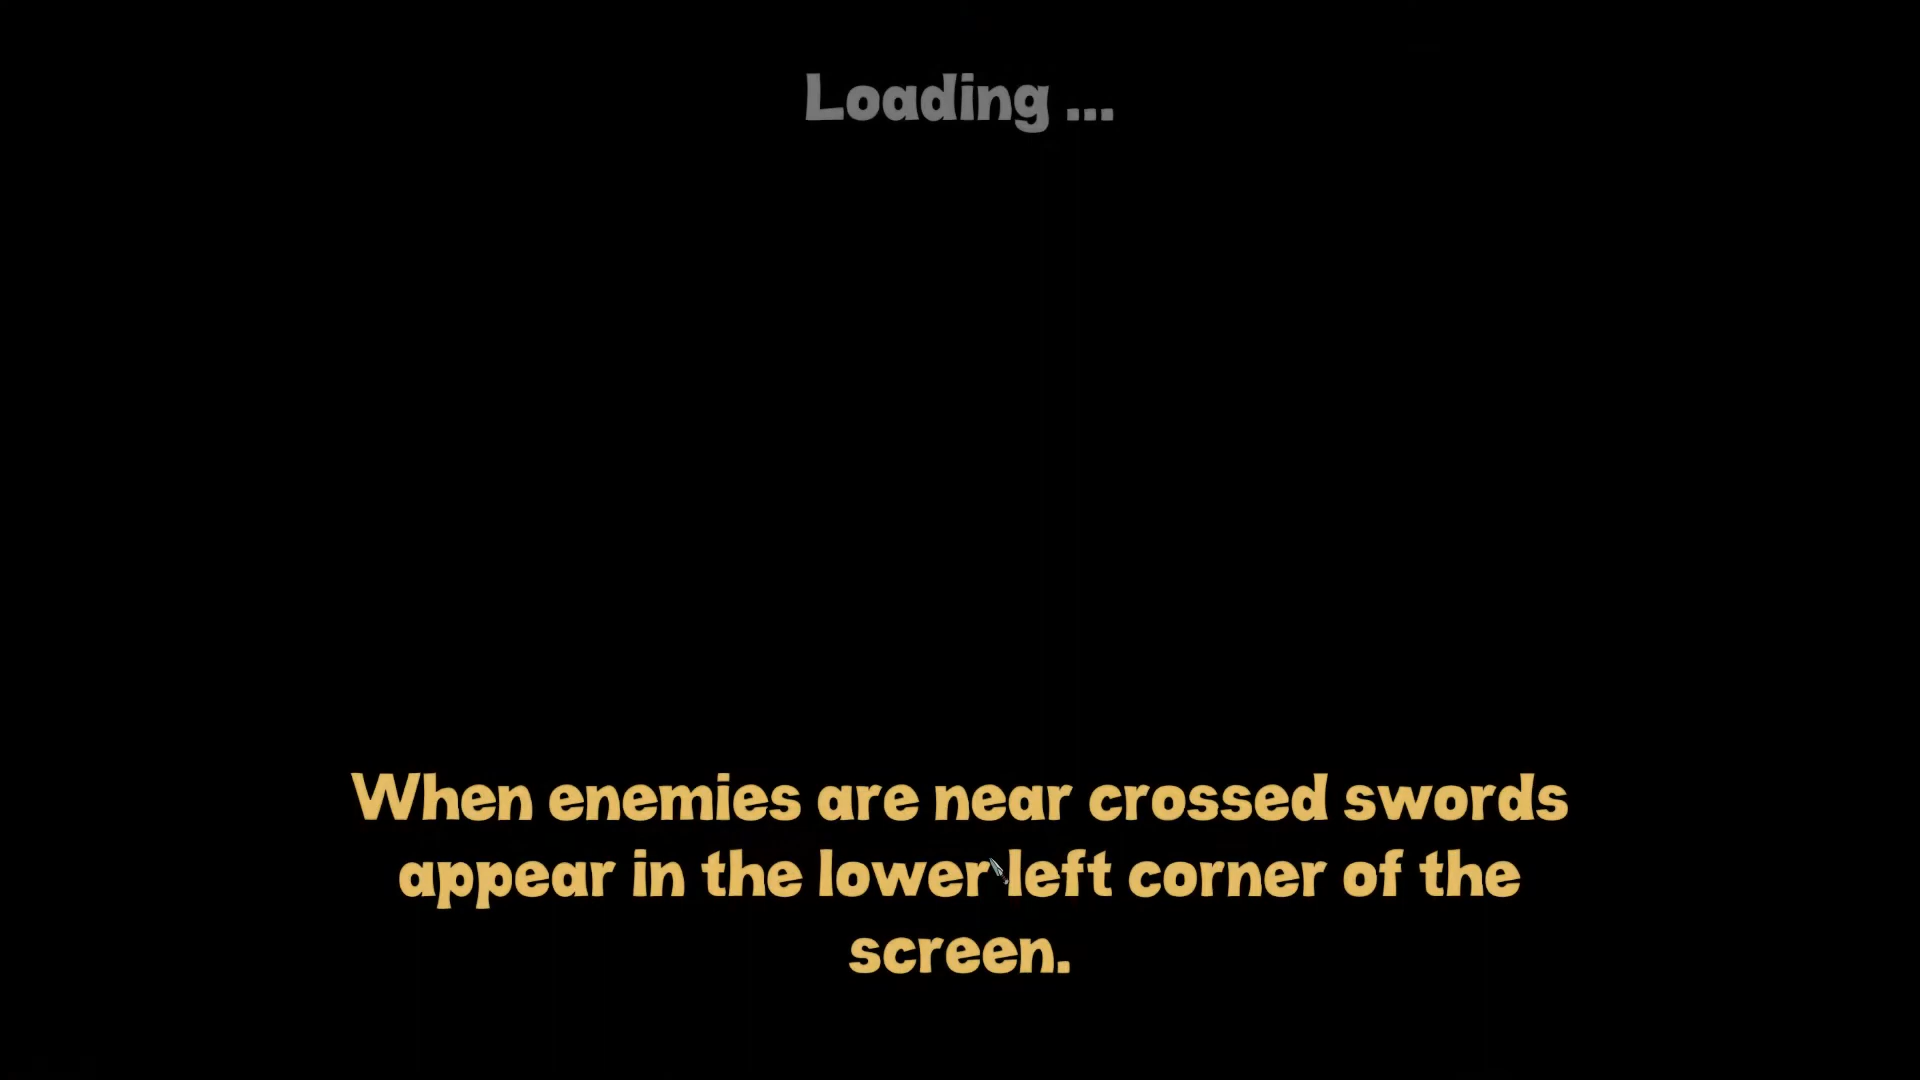 Loading ...
When enemies are near crossed swords
appear in the lower left corner of the
screen.